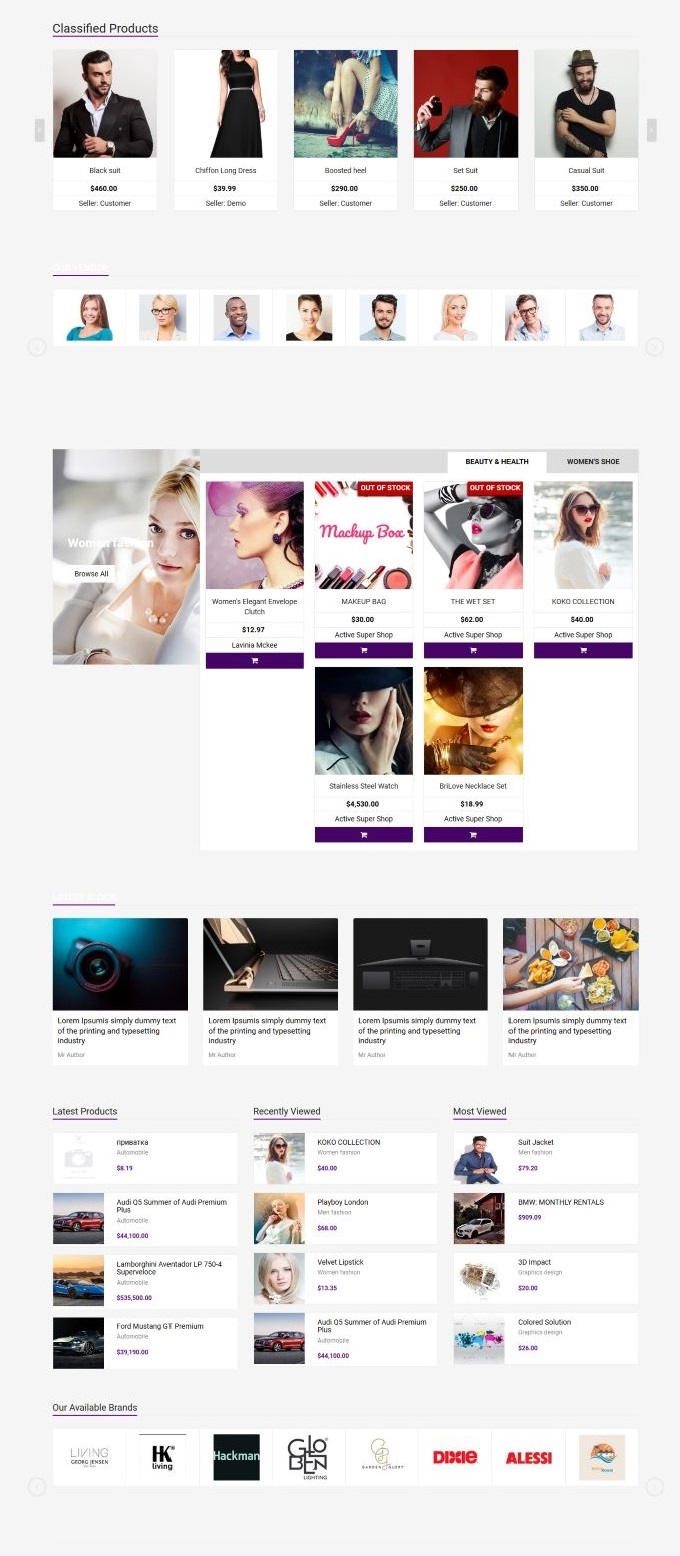 Classified Products
Black suit
$460.00
Seller: Customer
Chiffon Long Dress
$39.99
Seller: Demo
Boosted heel
$290.00
Seller: Customer
Set Suit
$250.00
Seller: Customer
Casual Suit
$350.00
Seller: Customer
Women fashion
Browse All
BEAUTY & HEALTH
WOMEN'S SHOE
Women's Elegant Envelope
Clutch
$12.97
Lavinia Mckee
OUT OF STOCK
Mackup Box
MAKEUP BAG
$30.00
Active Super Shop
OUT OF STOCK
THE WET SET
$62.00
Active Super Shop
KOKO COLLECTION
$40.00
Active Super Shop
Stainless Steel Watch
$4,530.00
Active Super Shop
BriLove Necklace Set
$18.99
Active Super Shop
Lorem Ipsumis simply dummy text
of the printing and typesetting
industry
Mr Author
Lorem Ipsumis simply dummy text
of the printing and typesetting
industry
Mr Author
Lorem Ipsumis simply dummy text
of the printing and typesetting
industry
Mr Author
Lorem Ipsumis simply dummy text
of the printing and typesetting
industry
Mr Author
Latest Products
приватка
Automobile
$8.19
Audi Q5 Summer of Audi Premium
Plus
Automobile
$44,100.00
Lamborghini Aventador LP 750-4
Superveloce
Automobile
$535,500.00
Ford Mustang GT Premium
Automobile
$39,190.00
Recently Viewed
KOKO COLLECTION
Women fashion
$40.00
Playboy London
Men fashion
$68.00
Velvet Lipstick
Women fashion
$13.35
Audi Q5 Summer of Audi Premium
Plus
Automobile
$44,100.00
Most Viewed
Suit Jacket
Men fashion
$79.20
BMW: MONTHLY RENTALS
$909.09
3D Impact
Graphics design
$20.00
Colored Solution
Graphics design
$26.00
Our Available Brands
LIVING
GEORG JENSEN
HK
living
Hackman
GLOBEN
LIGHTING
GARDEN GLORY
DIXIE
ALESSI